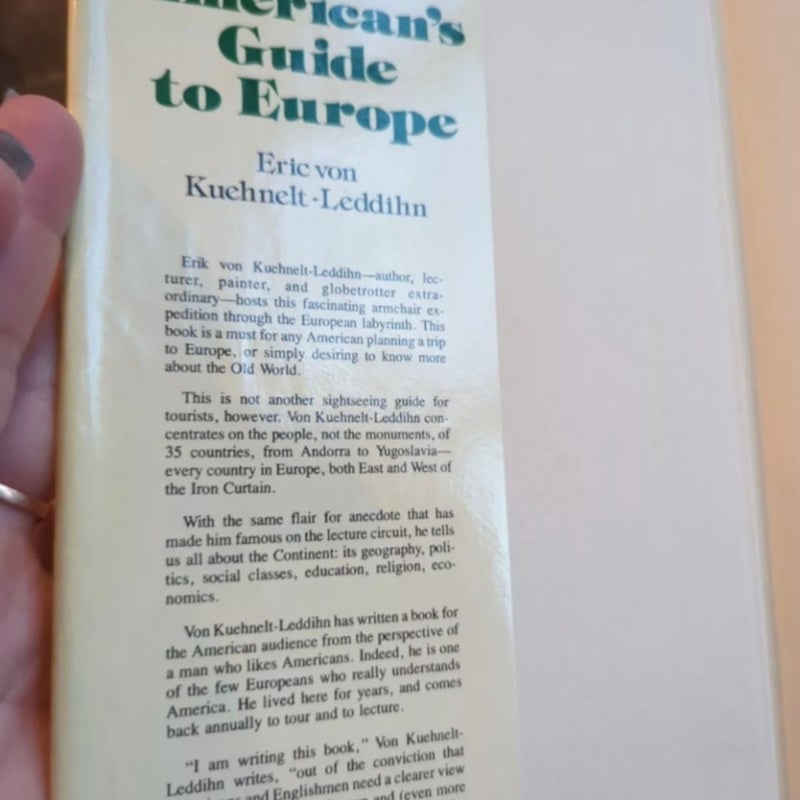 American's
Guide
to Europe
Eric von
Kuehnelt-Leddihn
Erik von Kuehnelt-Leddihn—author, lec-
turer, painter, and globetrotter extra-
ordinary—hosts this fascinating armchair ex-
pedition through the European labyrinth. This
book is a must for any American planning a trip
to Europe, or simply desiring to know more
about the Old World.
This is not another sightseeing guide for
tourists, however. Von Kuehnelt-Leddihn con-
centrates on the people, not the monuments, of
35 countries, from Andorra to Yugoslavia—
every country in Europe, both East and West of
the Iron Curtain.
With the same flair for anecdote that has
made him famous on the lecture circuit, he tells
us all about the Continent: its geography, poli-
tics, social classes, education, religion, eco-
nomics.
Von Kuehnelt-Leddihn has written a book for
the American audience from the perspective of
a man who likes Americans. Indeed, he is one
of the few Europeans who really understands
America. He lived here for years, and comes
back annually to tour and to lecture.
"I am writing this book," Von Kuehnelt-
Leddihn writes, "out of the conviction that
and Englishmen need a clearer view
and (even more